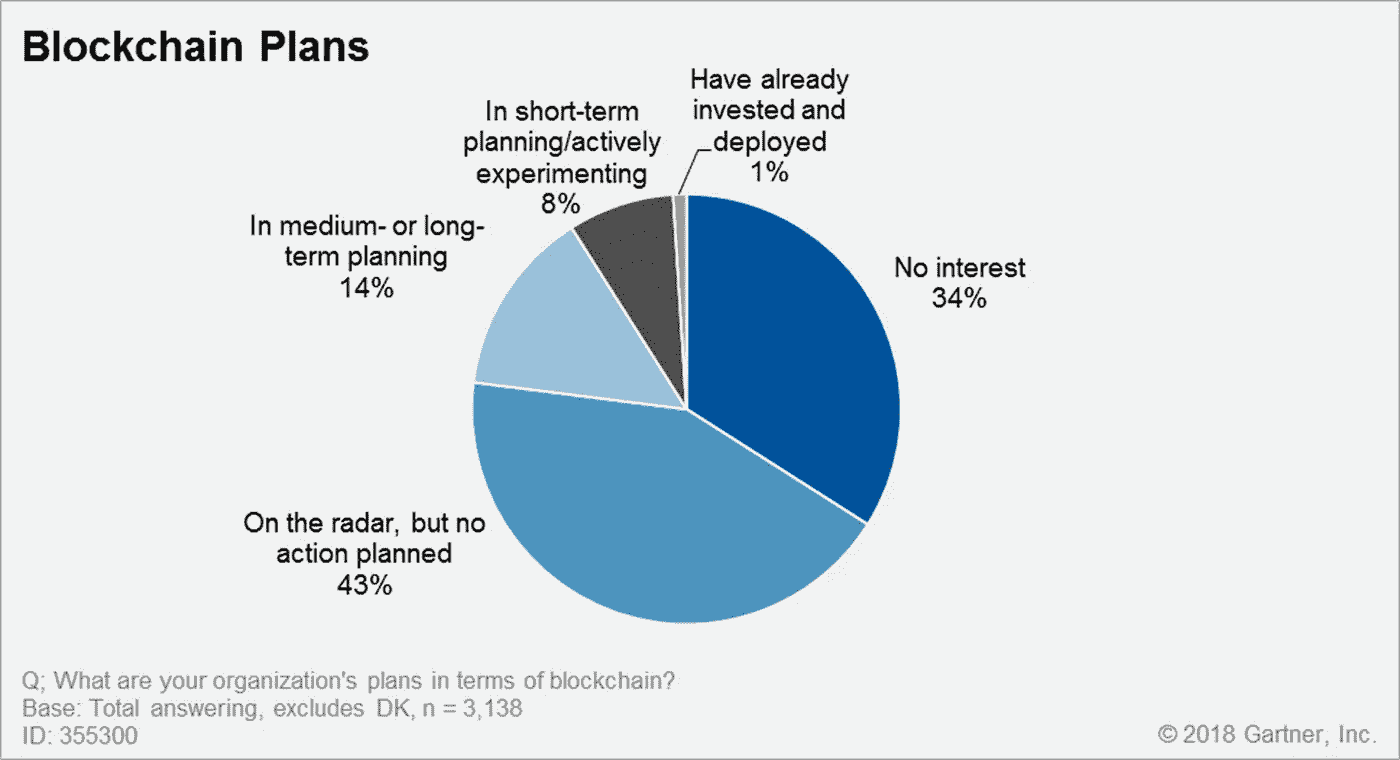 Blockchain Plans
Have already
invested and
deployed
1%
In short-term
planning/actively
experimenting
8%
In medium- or long-
term planning
14%
No interest
34%
On the radar, but no
action planned
43%
Q; What are your organization's plans in terms of blockchain?
Base: Total answering, excludes DK, n = 3,138
ID: 355300
© 2018 Gartner, Inc.